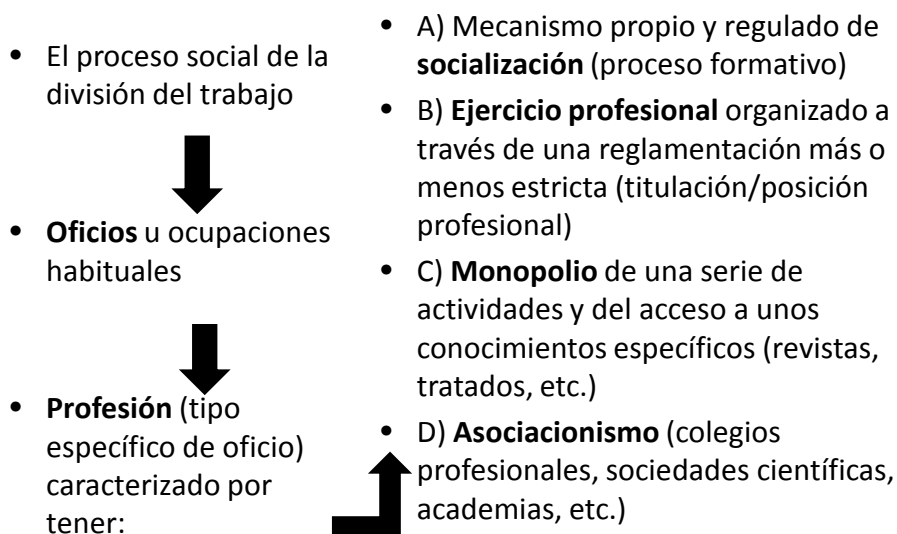 • El proceso social de la
división del trabajo
• Oficios u ocupaciones
habituales
• Profesión (tipo
específico de oficio)
caracterizado por
tener:
• A) Mecanismo propio y regulado de
socialización (proceso formativo)
• B) Ejercicio profesional organizado a
través de una reglamentación más o
menos estricta (titulación/posición
profesional)
• C) Monopolio de una serie de
actividades y del acceso a unos
conocimientos específicos (revistas,
tratados, etc.)
• D) Asociacionismo (colegios
profesionales, sociedades científicas,
academias, etc.)